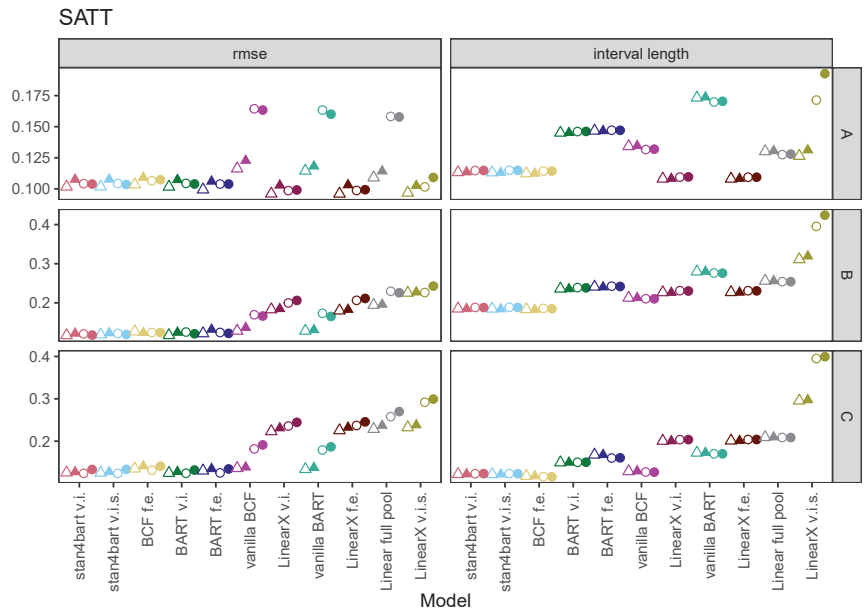 SATT
rmse
interval length
0.175
0.150
0.125
0.100
A
0.4
0.3
0.2
B
0.4
0.3
0.2
C
stan4bart v.i.
stan4bart v.i.s.
BCF f.e.
BART v.i.
BART f.e.
vanilla BCF
LinearX v.i.
vanilla BART
LinearX f.e.
Linear full pool
LinearX v.i.s.
stan4bart v.i.
stan4bart v.i.s.
BCF f.e.
BART v.i.
BART f.e.
vanilla BCF
LinearX v.i.
vanilla BART
LinearX f.e.
Linear full pool
LinearX v.i.s.
Model